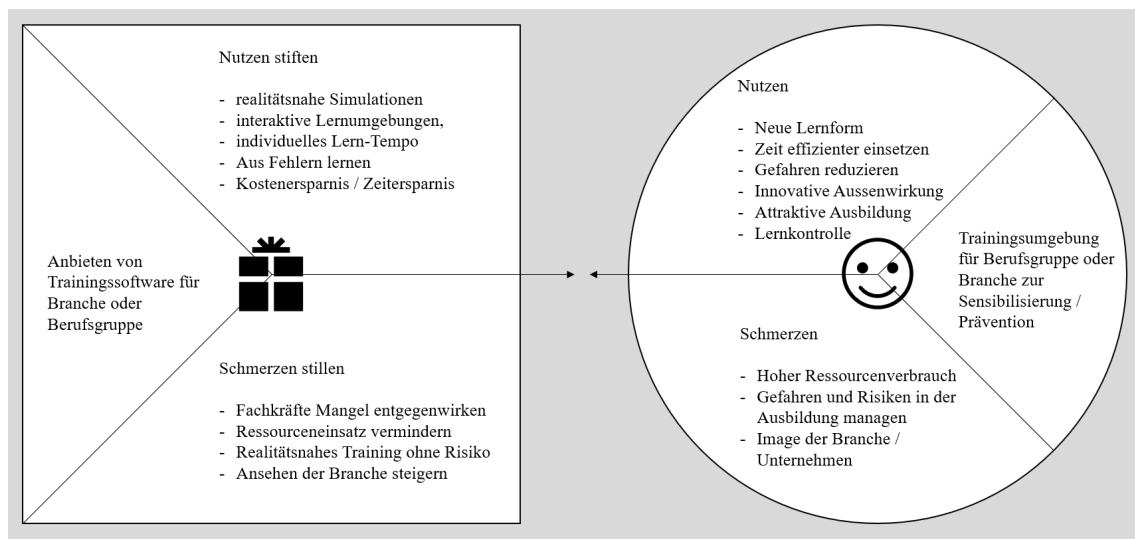 Nutzen stiften
- realitätsnahe Simulationen
- interaktive Lernumgebungen,
- individuelles Lern-Tempo
- Aus Fehlern lernen
- Kostenersparnis / Zeitersparnis
Anbieten von
Trainingssoftware für
Branche oder
Berufsgruppe
Schmerzen stillen
- Fachkräfte Mangel entgegenwirken
- Ressourceneinsatz vermindern
- Realitätsnahes Training ohne Risiko
- Ansehen der Branche steigern
Nutzen
- Neue Lernform
- Zeit effizienter einsetzen
- Gefahren reduzieren
- Innovative Aussenwirkung
- Attraktive Ausbildung
- Lernkontrolle
Trainingsumgebung
für Berufsgruppe oder
Branche zur
Sensibilisierung /
Prävention
Schmerzen
- Hoher Ressourcenverbrauch
- Gefahren und Risiken in der
Ausbildung managen
- Image der Branche /
Unternehmen